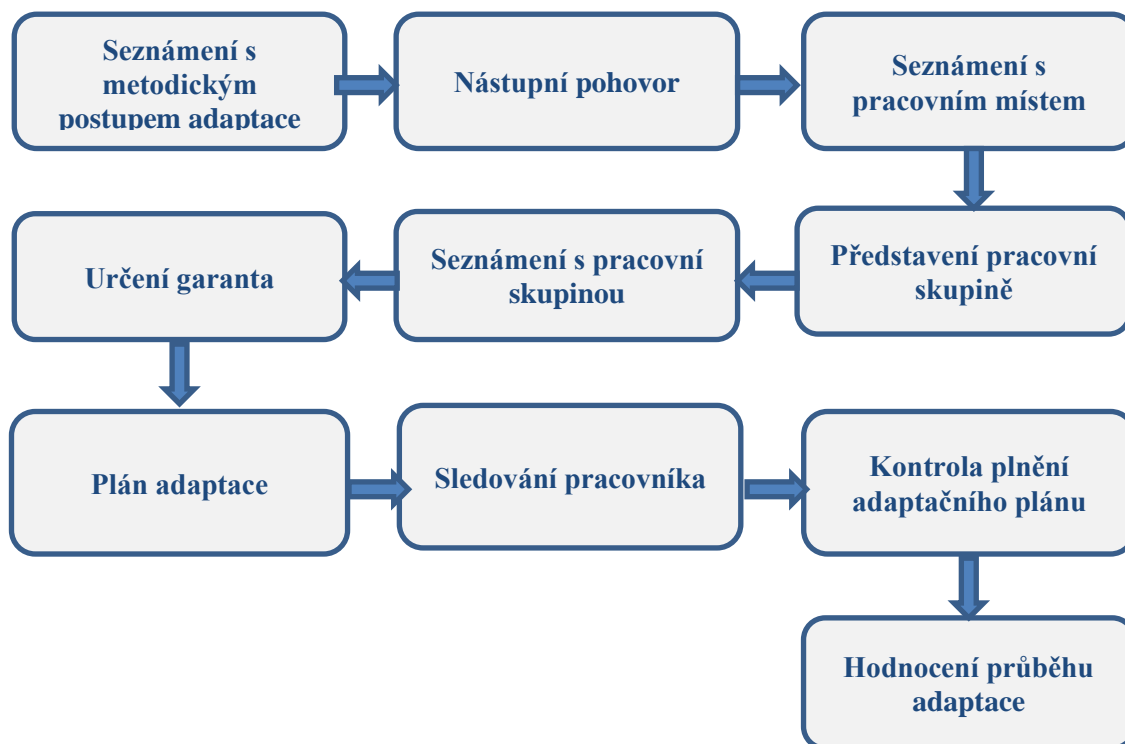 Seznámení s
metodickým
postupem adaptace
Nástupní pohovor
Seznámení s
pracovním místem
Představení pracovní
skupině
Seznámení s pracovní
skupinou
Určení garanta
Plán adaptace
Sledování pracovníka
Kontrola plnění
adaptačního plánu
Hodnocení průběhu
adaptace